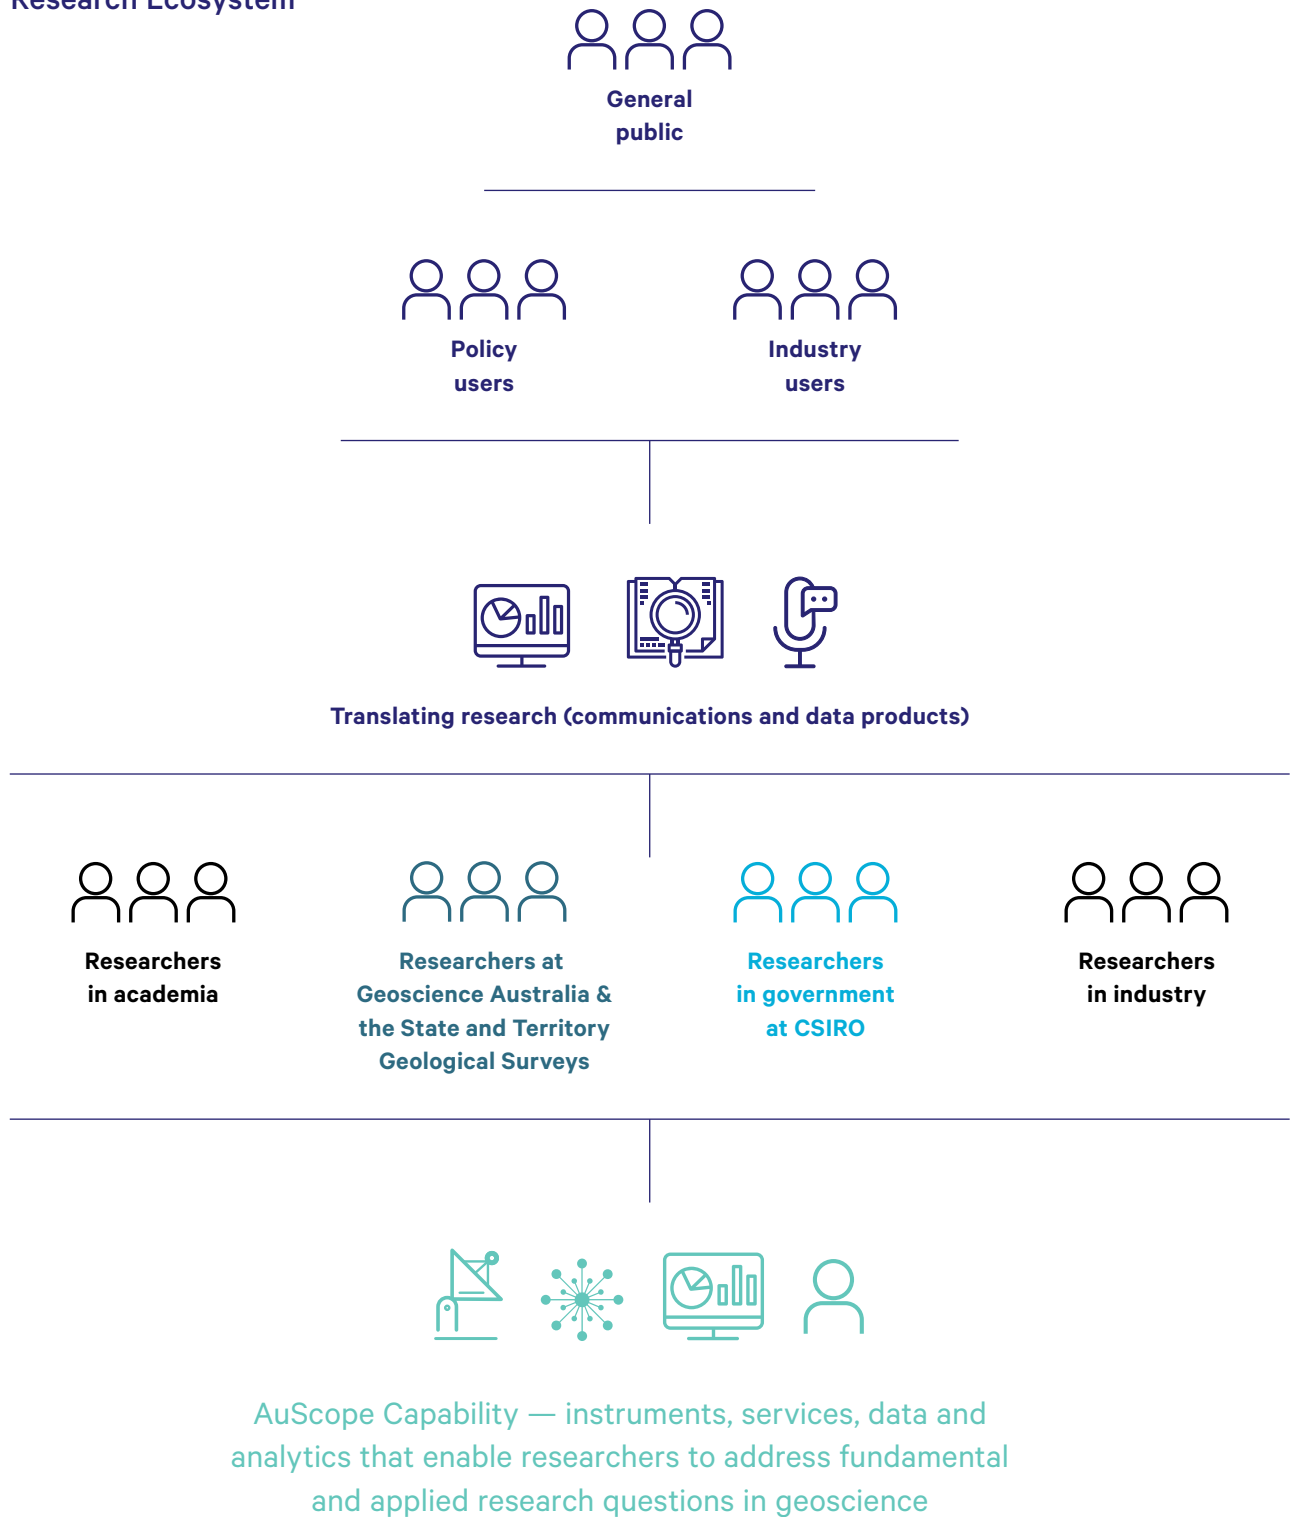 Research Ecosystem
General
public
Policy
users
Industry
users
Translating research (communications and data products)
Researchers
in academia
Researchers at
Geoscience Australia &
the State and Territory
Geological Surveys
Researchers
in government
at CSIRO
Researchers
in industry
AuScope Capability — instruments, services, data and
analytics that enable researchers to address fundamental
and applied research questions in geoscience